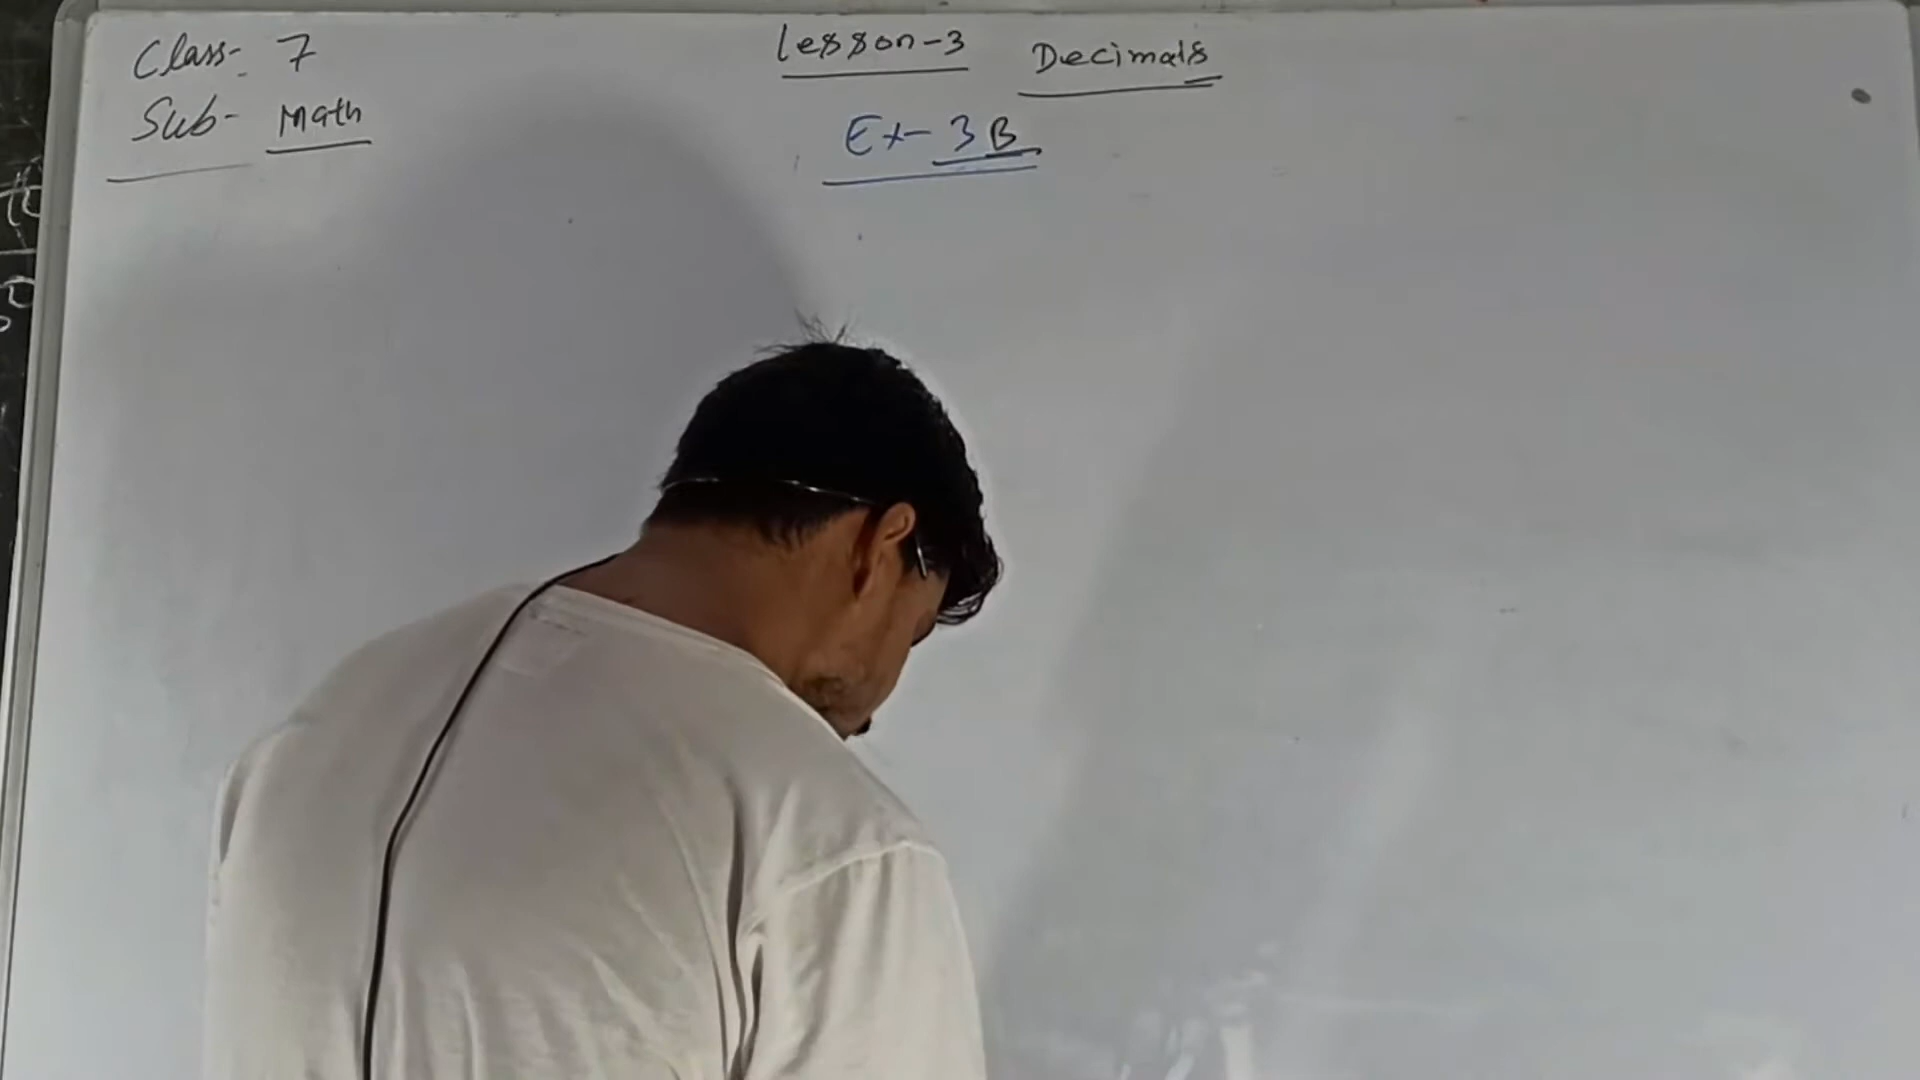 Class- 7
Sub- Math
Lesson-3 Decimals
Ex- 3B